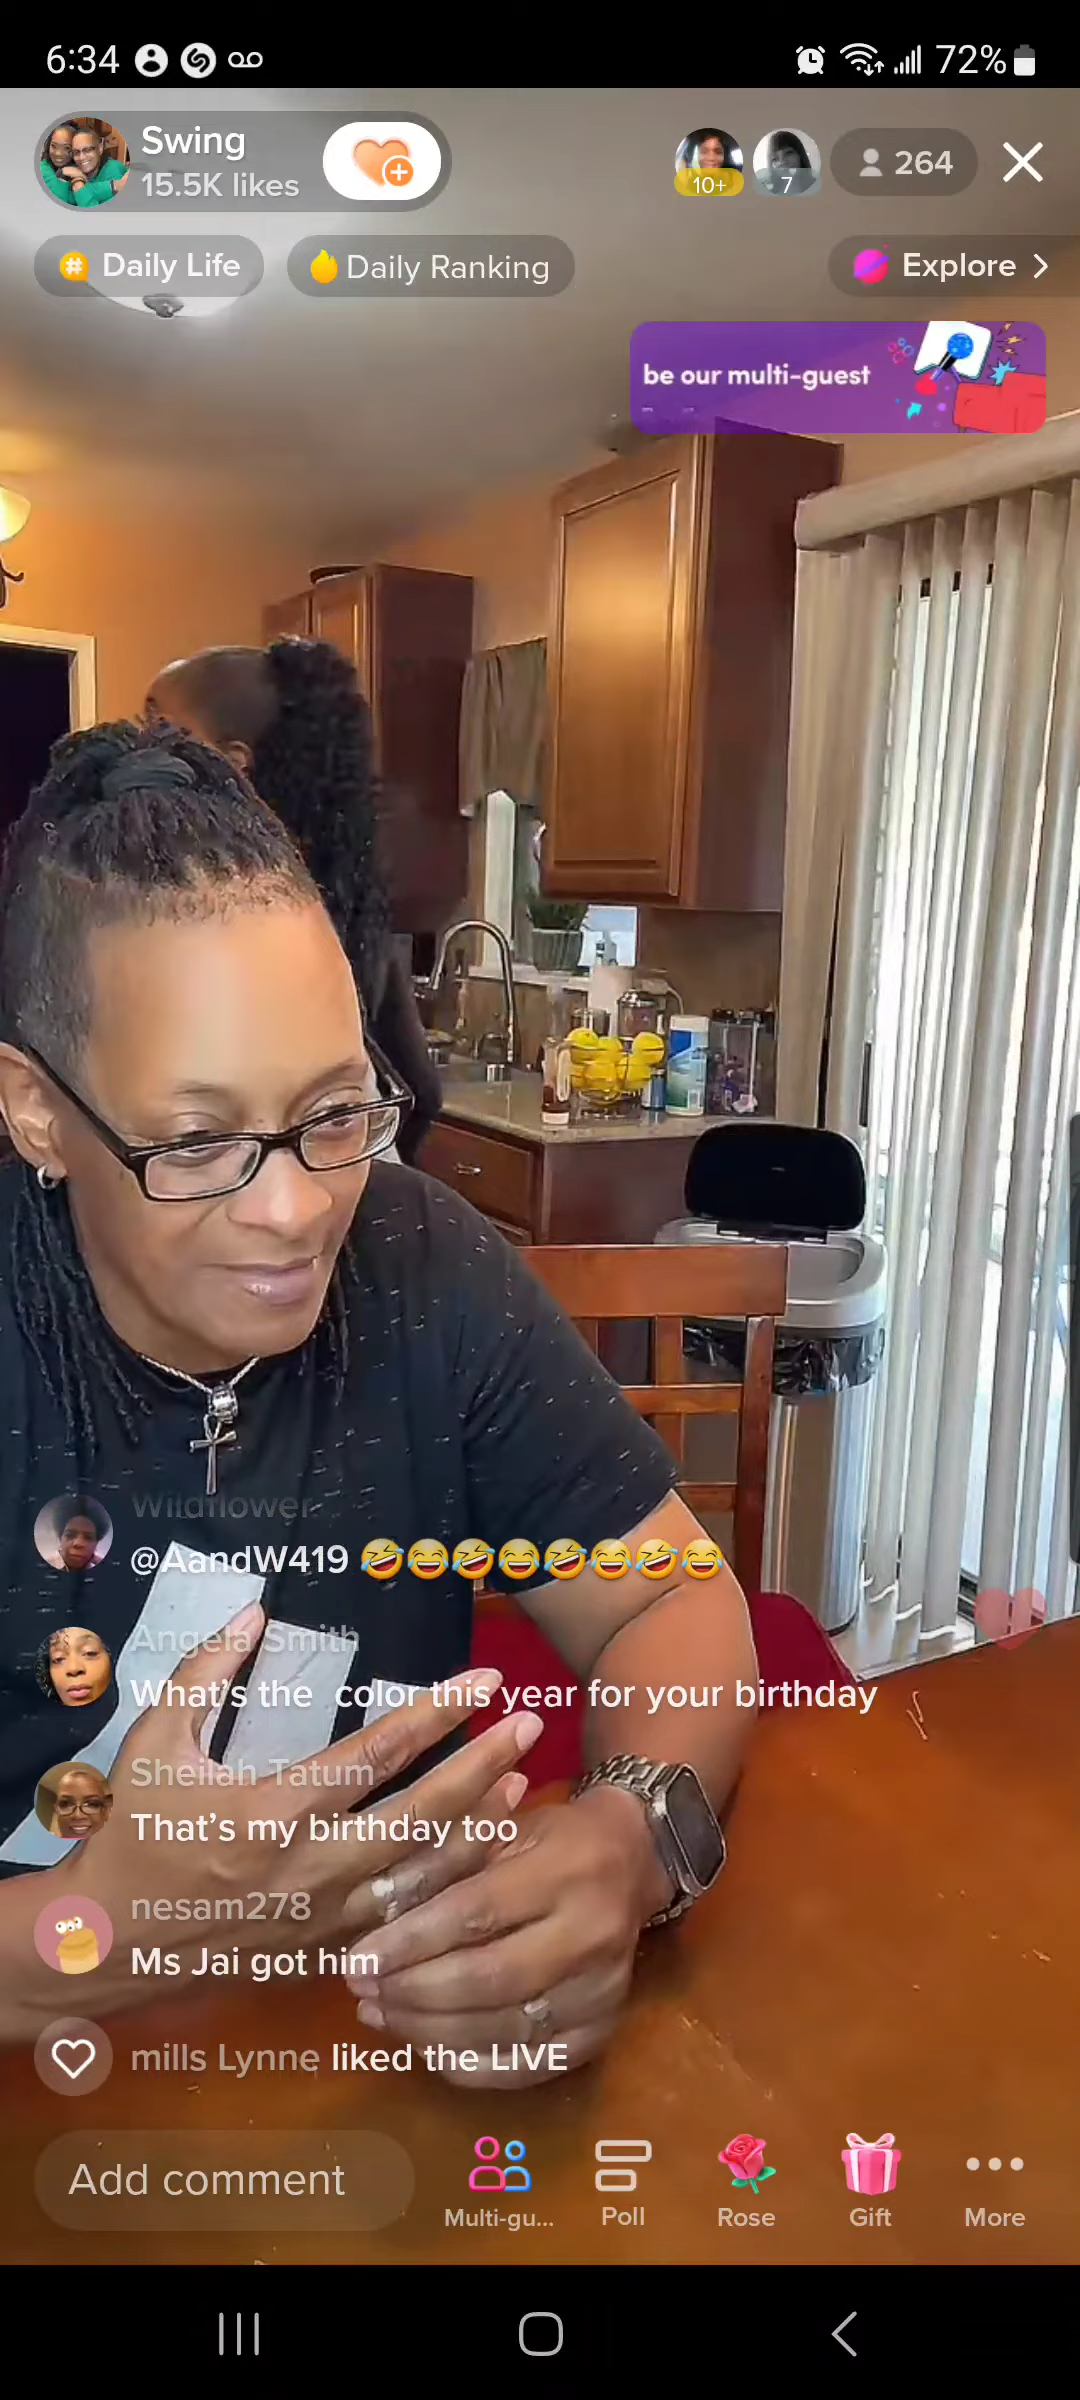 6:34
72%
Swing
15.5K likes
10+
7
264
Daily Life
Daily Ranking
Explore
be our multi-guest
Wildflower
@AandW419 🤣😂🤣😂🤣😂🤣😂
Angela Smith
What's the  color this year for your birthday
Sheilah Tatum
That's my birthday too
nesam278
Ms Jai got him
mills Lynne liked the LIVE
Add comment
Multi-gu...
Poll
Rose
Gift
More